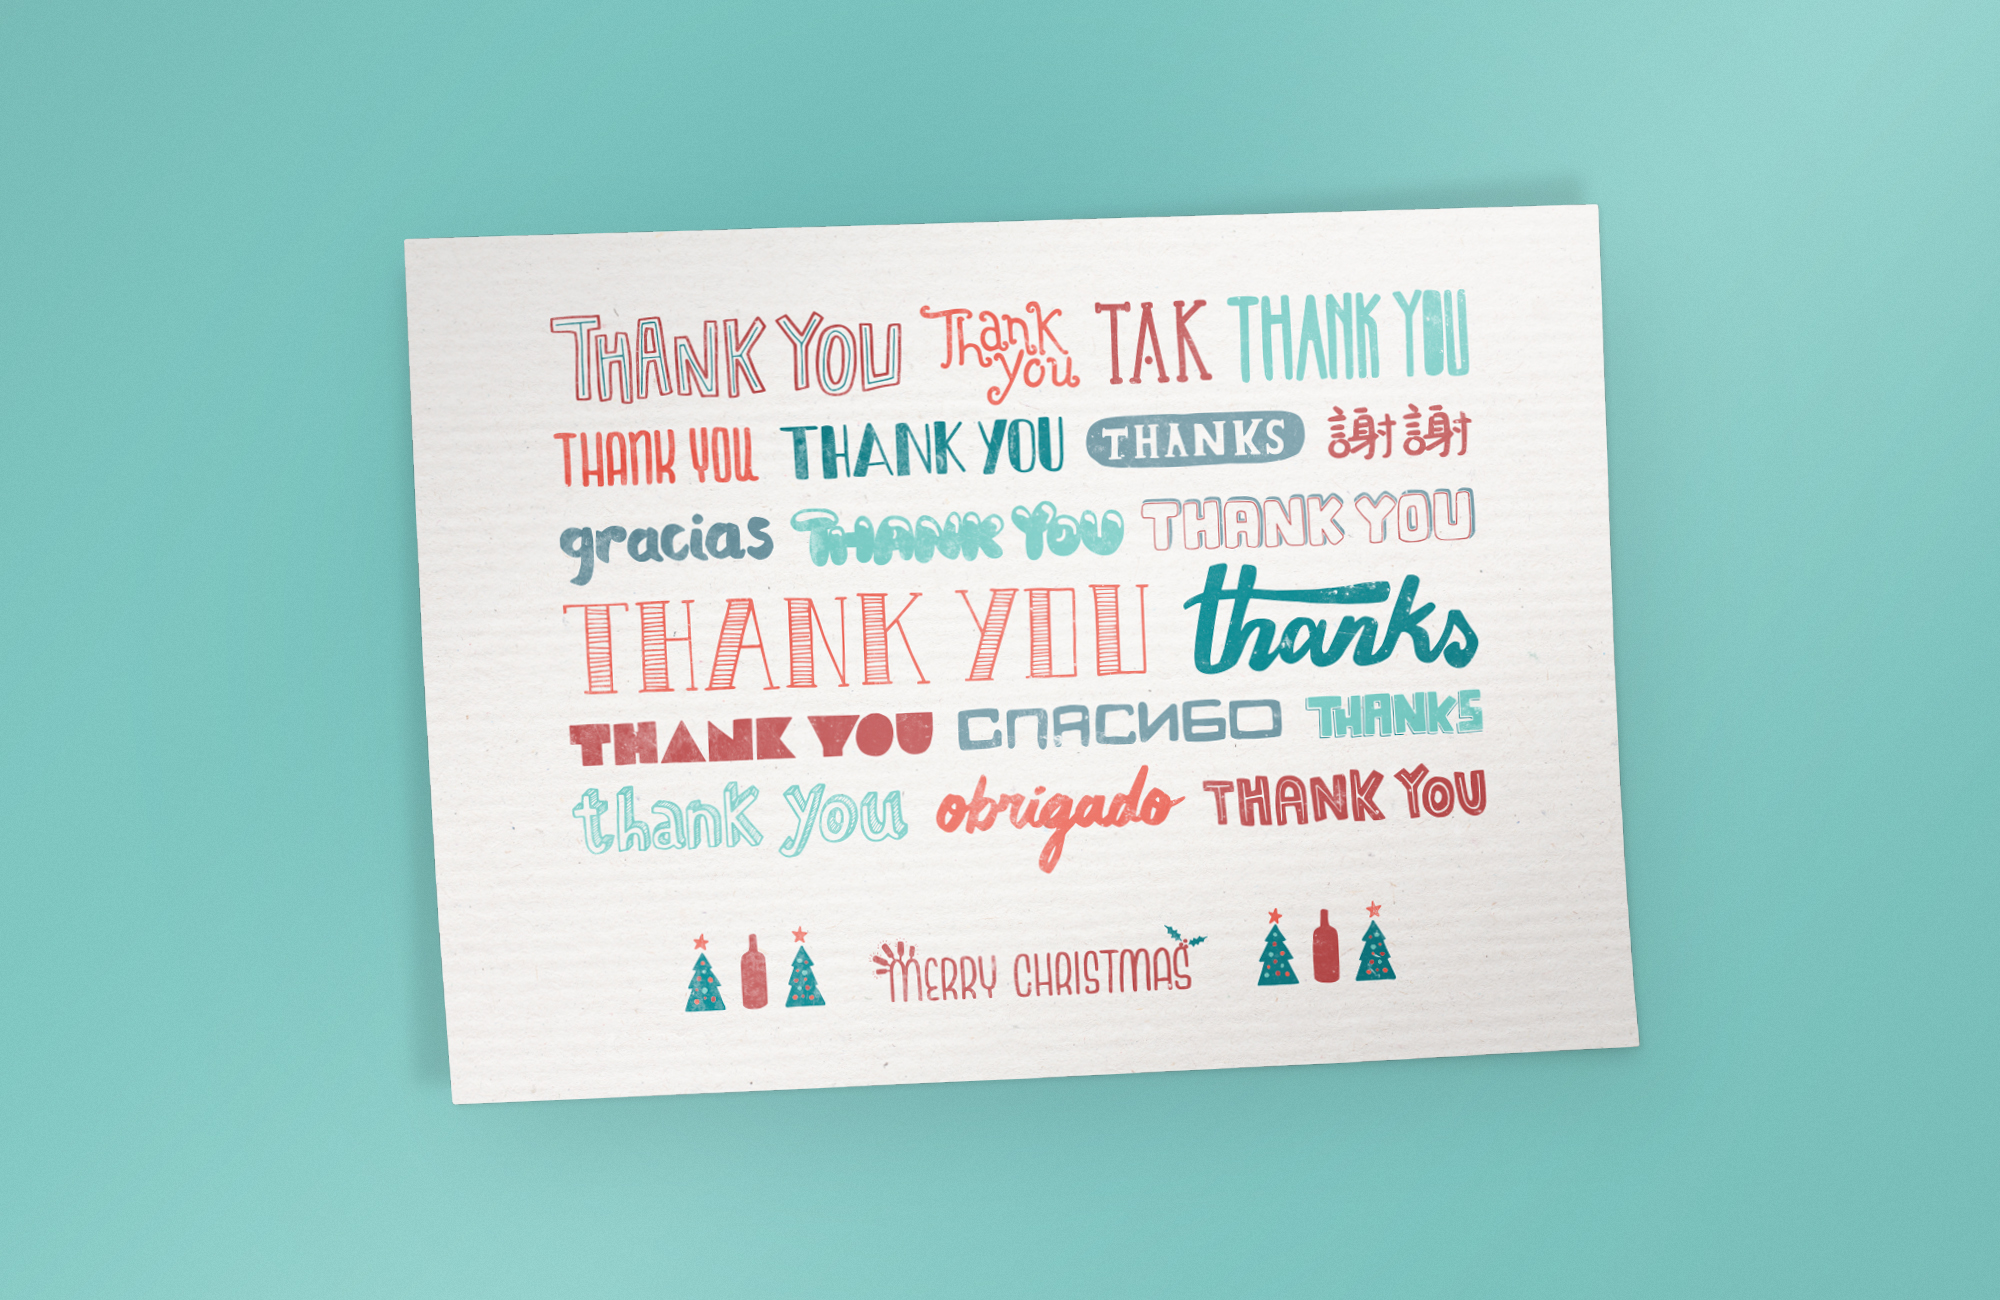 THANK YOU Thank you TAK THANK YOU
THANK YOU THANK YOU THANKS 謝謝
gracias THANK YOU THANK YOU
THANK YOU thanks
THANK YOU СПАСИБО THANKS
thank you obrigado THANK YOU
MERRY CHRISTMAS